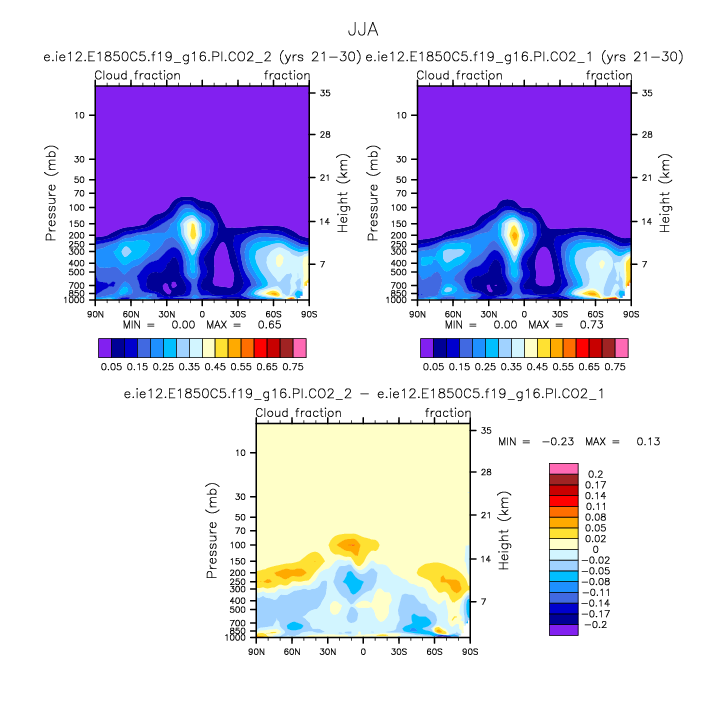 JJA
e.ie12.E1850C5.f19_g16.PI.CO2_2 (yrs 21−30) e.ie12.E1850C5.f19_g16.PI.CO2_1 (yrs 21−30)
Cloud fraction fraction Cloud fraction fraction
Pressure (mb) Height (km) Pressure (mb) Height (km)
10 35 10 35
30 28 30 28
50 21 50 21
70 70
100 100
150 14 150 14
200 200
250 250
300 300
400 7 400 7
500 500
700 700
850 850
1000 1000
90N 60N 30N 0 30S 60S 90S 90N 60N 30N 0 30S 60S 90S
MIN = 0.00 MAX = 0.65 MIN = 0.00 MAX = 0.73
0.05 0.15 0.25 0.35 0.45 0.55 0.65 0.75 0.05 0.15 0.25 0.35 0.45 0.55 0.65 0.75
e.ie12.E1850C5.f19_g16.PI.CO2_2 − e.ie12.E1850C5.f19_g16.PI.CO2_1
Cloud fraction fraction
MIN = −0.23 MAX = 0.13
Pressure (mb) Height (km)
10 35
30 28
50 21
70
100
150 14
200
250
300
400 7
500
700
850
1000
90N 60N 30N 0 30S 60S 90S
0.2
0.17
0.14
0.11
0.08
0.05
0.02
0
−0.02
−0.05
−0.08
−0.11
−0.14
−0.17
−0.2